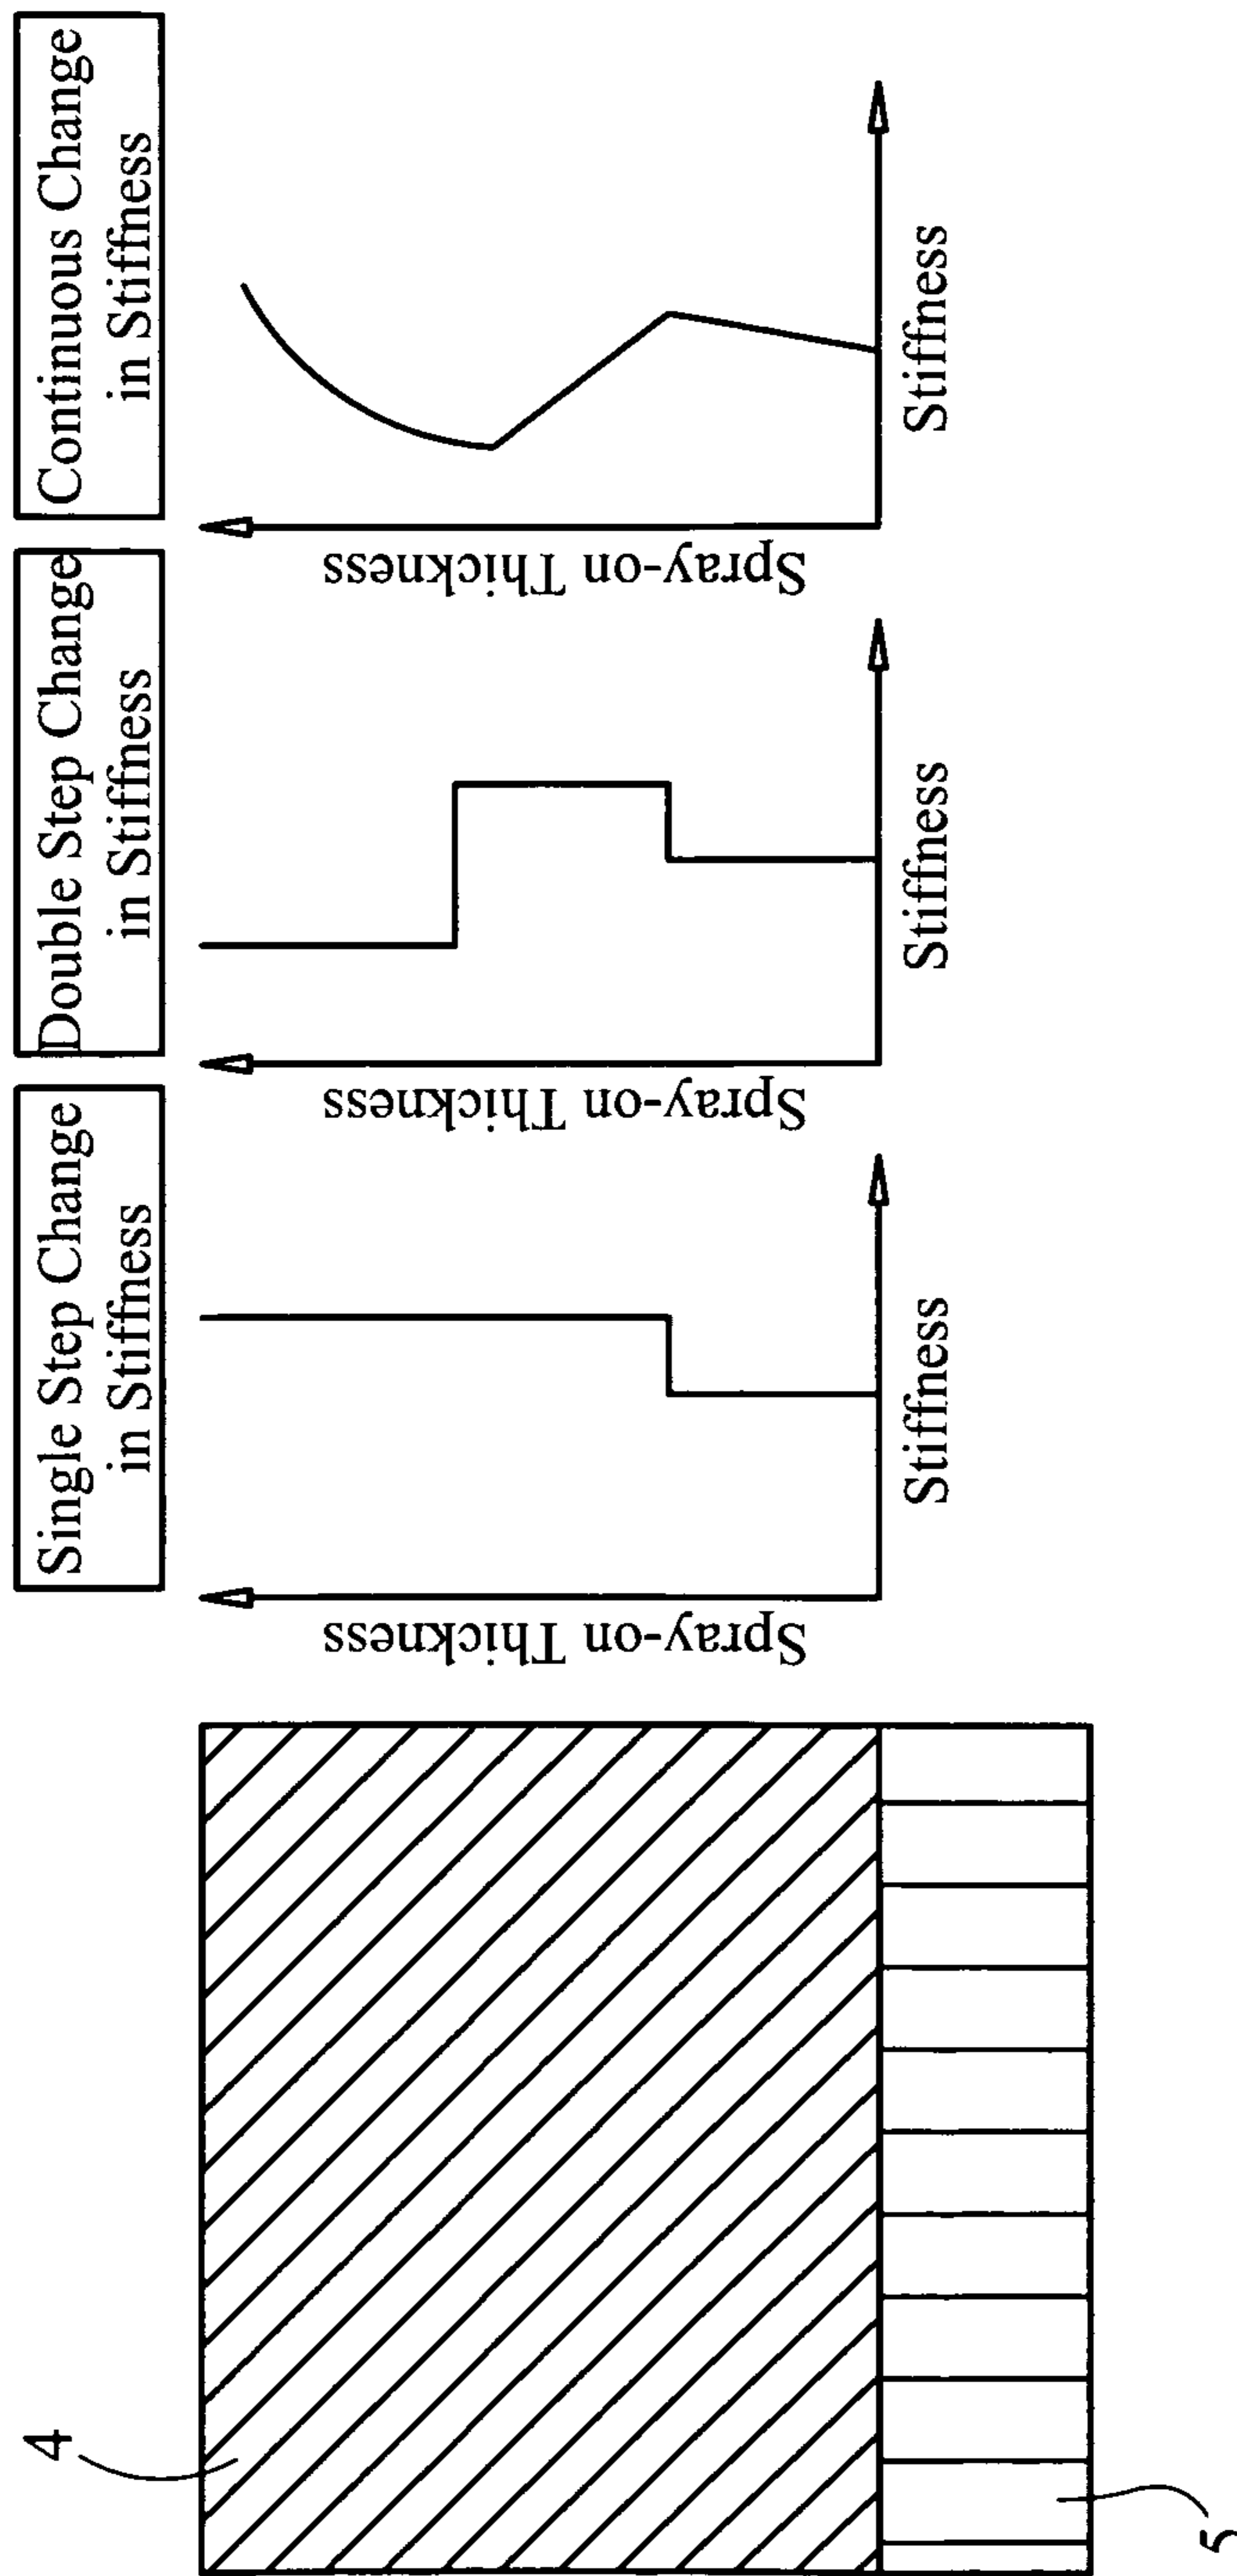 4
5
Single Step Change
in Stiffness
Spray-on Thickness
Stiffness
Double Step Change
in Stiffness
Spray-on Thickness
Stiffness
Continuous Change
in Stiffness
Spray-on Thickness
Stiffness